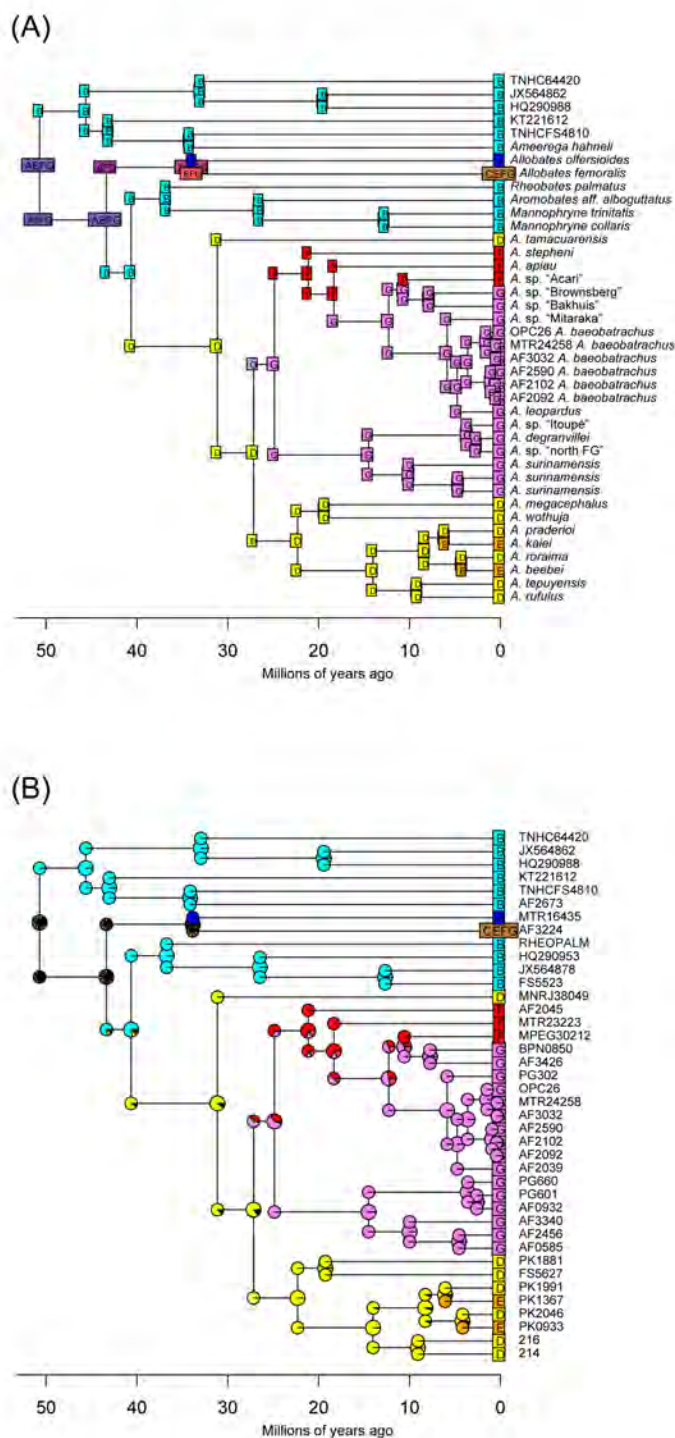 (A)
TNHC64420
JX564862
HQ290988
KT221612
TNHCFS4810
Ameerega hahneli
Allobates olfersioides
CEFG Allobates femoralis
Rheobates palmatus
Aromobates aff. alboguttatus
Mannophryne trinitatis
Mannophryne collaris
D A. tamacuarensis
A. stepheni
A. apiau
A. sp. "Acari"
G A. sp. "Brownsberg"
G A. sp. "Bakhuis"
G A. sp. "Mitaraka"
G OPC26 A. baeobatrachus
G MTR24258 A. baeobatrachus
G AF3032 A. baeobatrachus
G AF2590 A. baeobatrachus
G AF2102 A. baeobatrachus
G AF2092 A. baeobatrachus
G A. leopardus
G A. sp. "Itoupé"
G A. degranvillei
G A. sp. "north FG"
G A. surinamensis
G A. surinamensis
G A. surinamensis
D A. megacephalus
D A. wothuja
D A. praderioi
E A. kaiei
D A. roraima
E A. beebei
D A. tepuyensis
D A. rufulus
50 40 30 20 10 0
Millions of years ago
(B)
B TNHC64420
B JX564862
B HQ290988
B KT221612
B TNHCFS4810
B AF2673
MTR16435
CEFG AF3224
B RHEOPALM
B HQ290953
B JX564878
B FS5523
D MNRJ38049
F AF2045
F MTR23223
F MPEG30212
G BPN0850
G AF3426
G PG302
G OPC26
G MTR24258
G AF3032
G AF2590
G AF2102
G AF2092
G AF2039
G PG660
G PG601
G AF0932
G AF3340
G AF2456
G AF0585
D PK1881
D FS5627
D PK1991
E PK1367
D PK2046
E PK0933
D 216
D 214
50 40 30 20 10 0
Millions of years ago